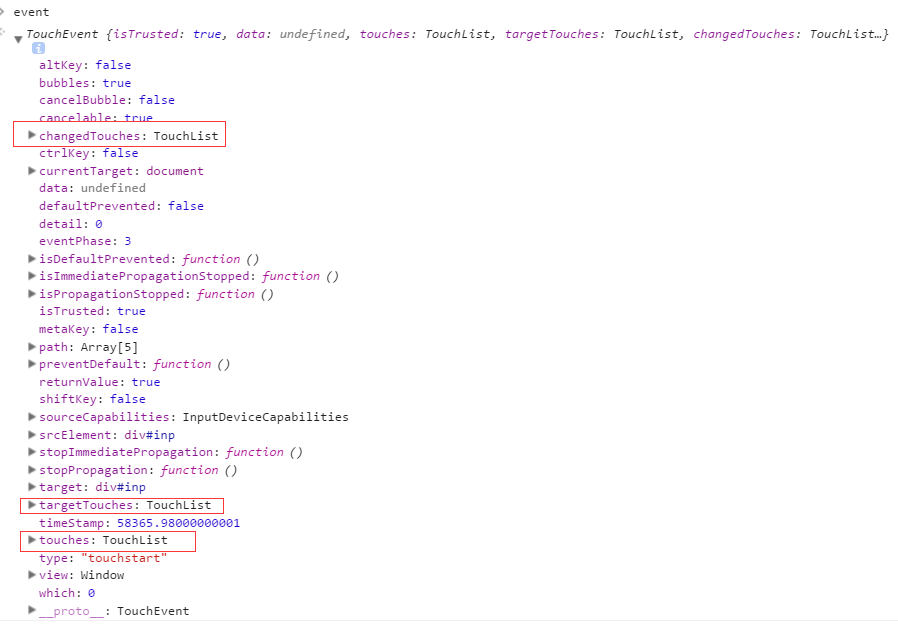 event
TouchEvent {isTrusted: true, data: undefined, touches: TouchList, targetTouches: TouchList, changedTouches: TouchList…}
i
altKey: false
bubbles: true
cancelBubble: false
cancelable: true
changedTouches: TouchList
ctrlKey: false
currentTarget: document
data: undefined
defaultPrevented: false
detail: 0
eventPhase: 3
isDefaultPrevented: function ()
isImmediatePropagationStopped: function ()
isPropagationStopped: function ()
isTrusted: true
metaKey: false
path: Array[5]
preventDefault: function ()
returnValue: true
shiftKey: false
sourceCapabilities: InputDeviceCapabilities
srcElement: div#inp
stopImmediatePropagation: function ()
stopPropagation: function ()
target: div#inp
targetTouches: TouchList
timeStamp: 58365.98000000001
touches: TouchList
type: "touchstart"
view: Window
which: 0
__proto__: TouchEvent